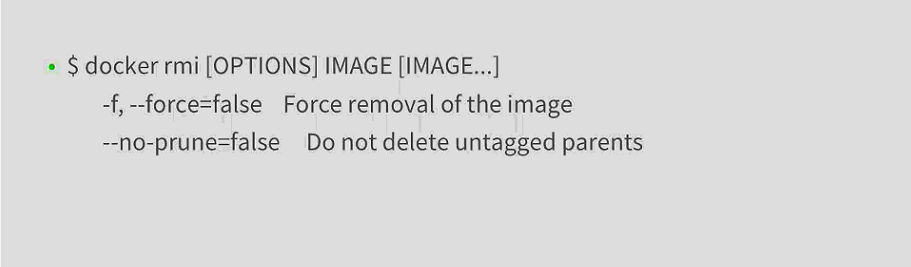 • $ docker rmi [OPTIONS] IMAGE [IMAGE...]
-f, --force=false Force removal of the image
--no-prune=false Do not delete untagged parents